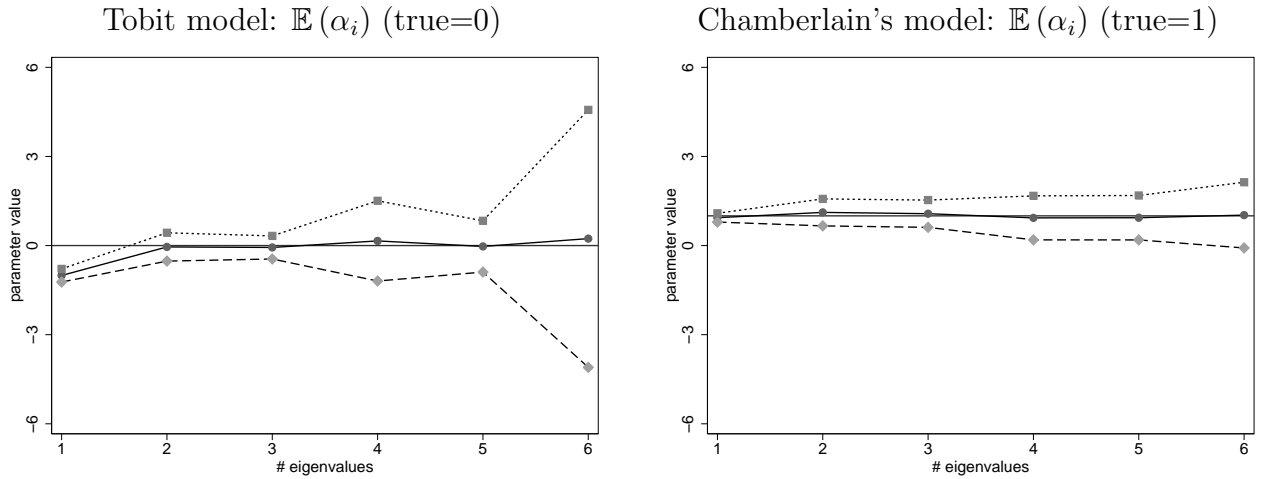 Tobit model: 𝔼 (αᵢ) (true=0)
6
3
0
−3
−6
parameter value
1 2 3 4 5 6
# eigenvalues
Chamberlain's model: 𝔼 (αᵢ) (true=1)
6
3
0
−3
−6
parameter value
1 2 3 4 5 6
# eigenvalues